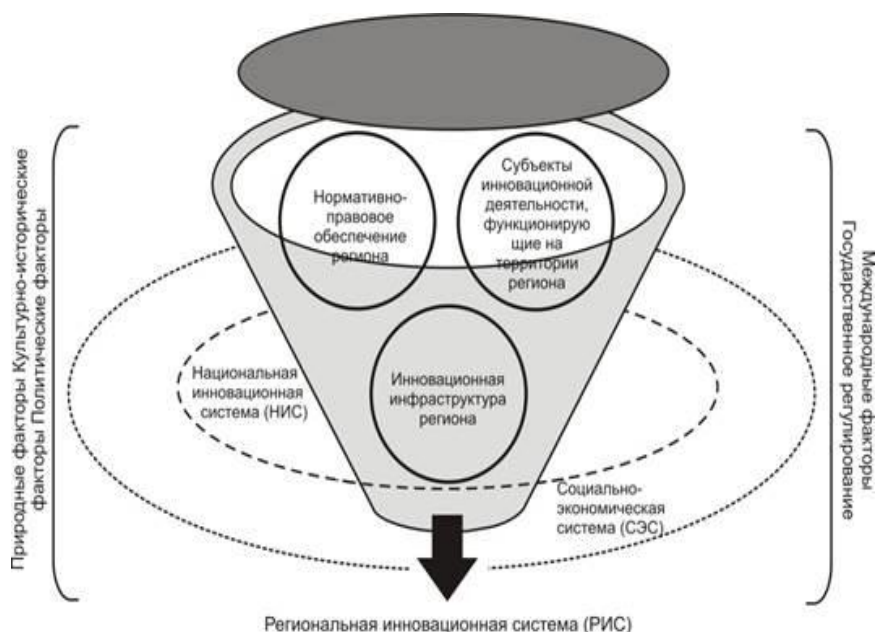 Природные факторы Культурно-исторические
факторы Политические факторы
Нормативно-
правовое
обеспечение
региона
Субъекты
инновационной
деятельности,
функционирую
щие на
территории
региона
Национальная
инновационная
система (НИС)
Инновационная
инфраструктура
региона
Социально-
экономическая
система (СЭС)
Международные факторы
Государственное регулирование
Региональная инновационная система (РИС)